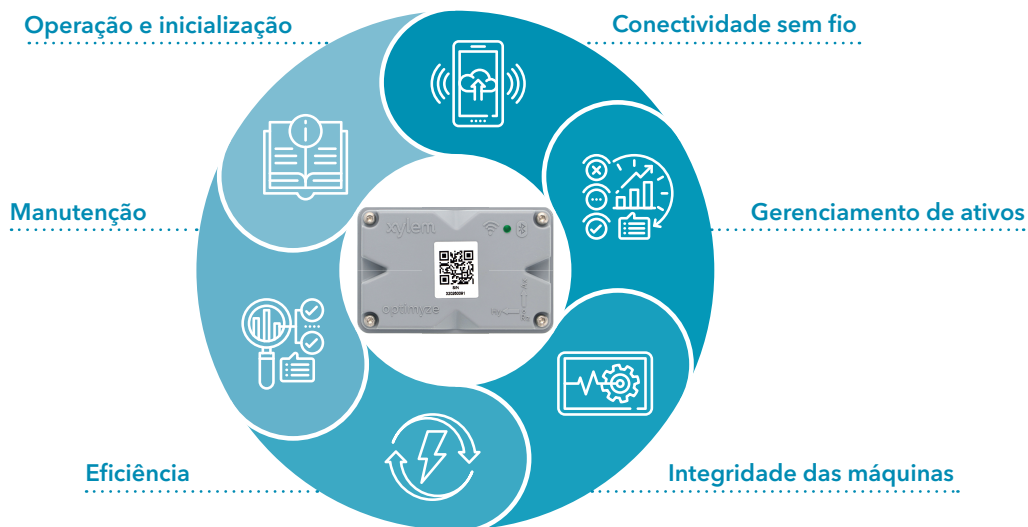 Operação e inicialização
Conectividade sem fio
Manutenção
Gerenciamento de ativos
xylem
S/N
optimyze
Eficiência
Integridade das máquinas